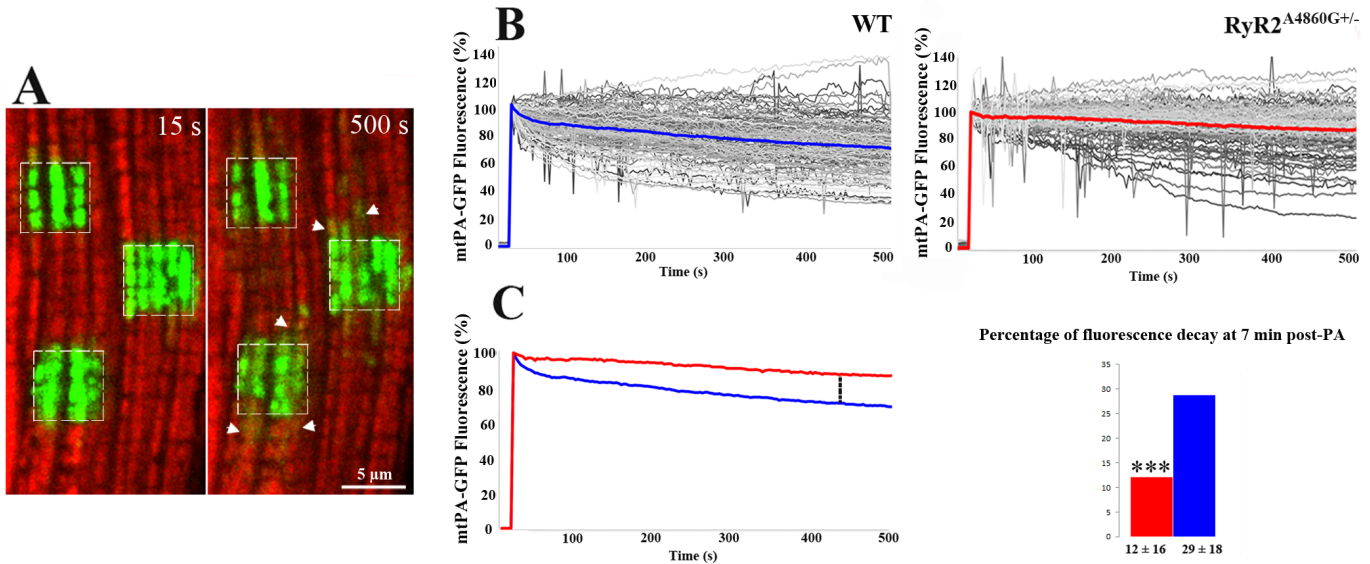 A
15 s
500 s
5 µm
B
WT
mtPA-GFP Fluorescence (%)
140
120
100
80
60
40
20
0
100
200
300
400
500
Time (s)
RyR2A4860G+/-
mtPA-GFP Fluorescence (%)
140
120
100
80
60
40
20
0
100
200
300
400
500
Time (s)
C
mtPA-GFP Fluorescence (%)
100
80
60
40
20
0
100
200
300
400
500
Time (s)
Percentage of fluorescence decay at 7 min post-PA
35
30
25
20
15
10
5
0
***
12 ± 16
29 ± 18